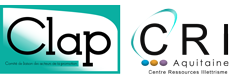 Clap
CRI
Aquitaine
Centre Ressources Illettrisme